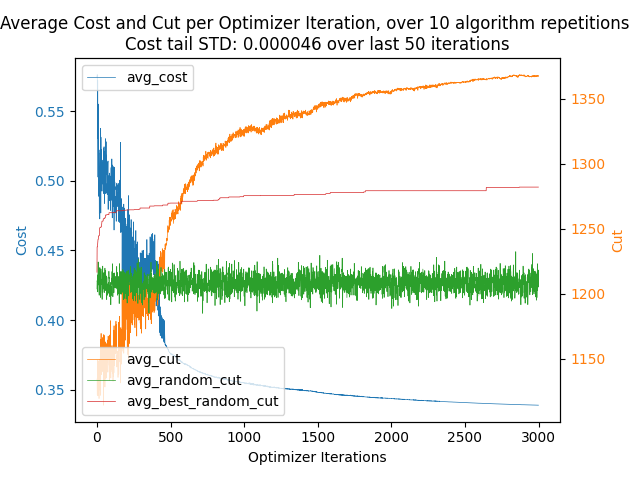 Average Cost and Cut per Optimizer Iteration, over 10 algorithm repetitions
Cost tail STD: 0.000046 over last 50 iterations
avg_cost
0.55
0.50
0.45
0.40
0.35
Cost
1350
1300
1250
1200
1150
Cut
avg_cut
avg_random_cut
avg_best_random_cut
0
500
1000
1500
2000
2500
3000
Optimizer Iterations